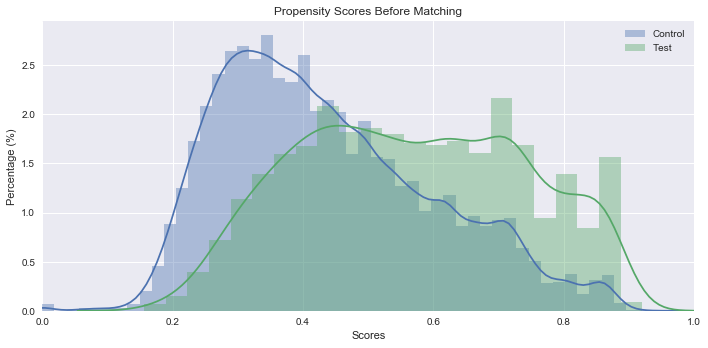 Propensity Scores Before Matching
Control
Test
Percentage (%)
2.5
2.0
1.5
1.0
0.5
0.0
0.0 0.2 0.4 0.6 0.8 1.0
Scores